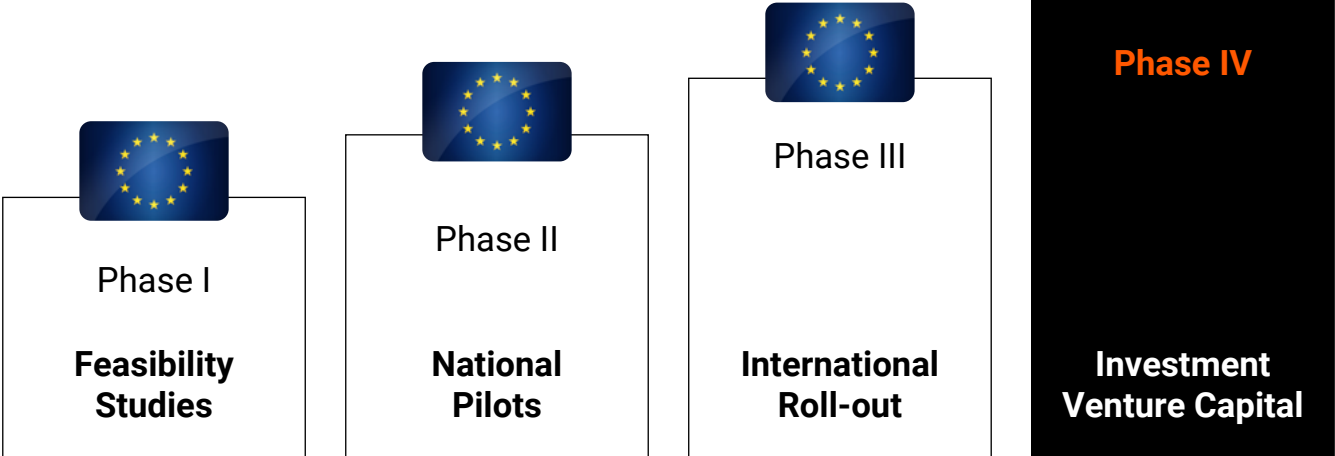 Phase I
Feasibility
Studies
Phase II
National
Pilots
Phase III
International
Roll-out
Phase IV
Investment
Venture Capital